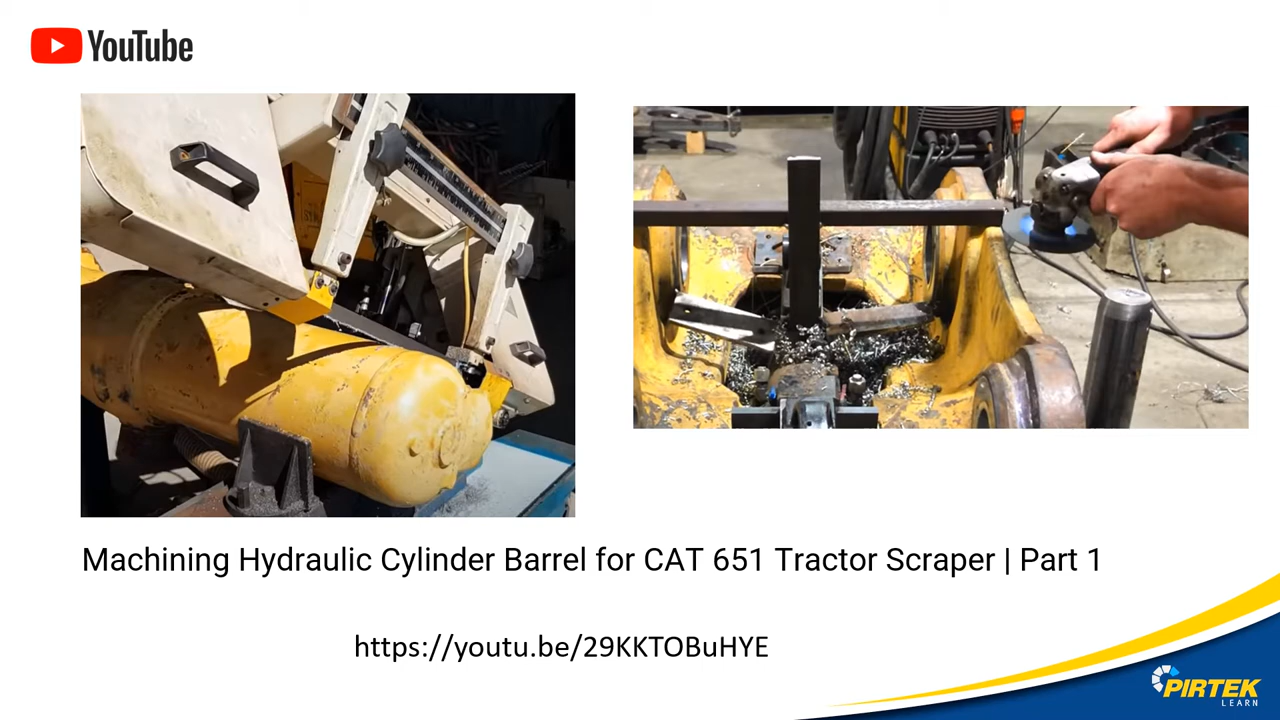 YouTube
Machining Hydraulic Cylinder Barrel for CAT 651 Tractor Scraper | Part 1
https://youtu.be/29KKTOBuHYE
PIRTEK
LEARN